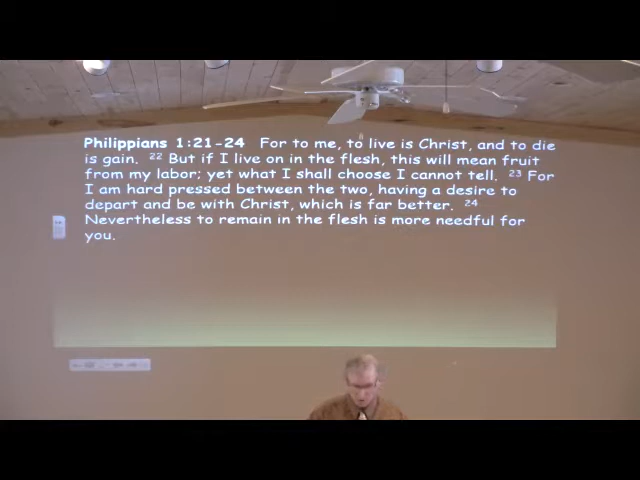 Philippians 1:21-24 For to me, to live is Christ, and to die
is gain. 22 But if I live on in the flesh, this will mean fruit
from my labor; yet what I shall choose I cannot tell. 23 For
I am hard pressed between the two, having a desire to
depart and be with Christ, which is far better. 24
Nevertheless to remain in the flesh is more needful for
you.